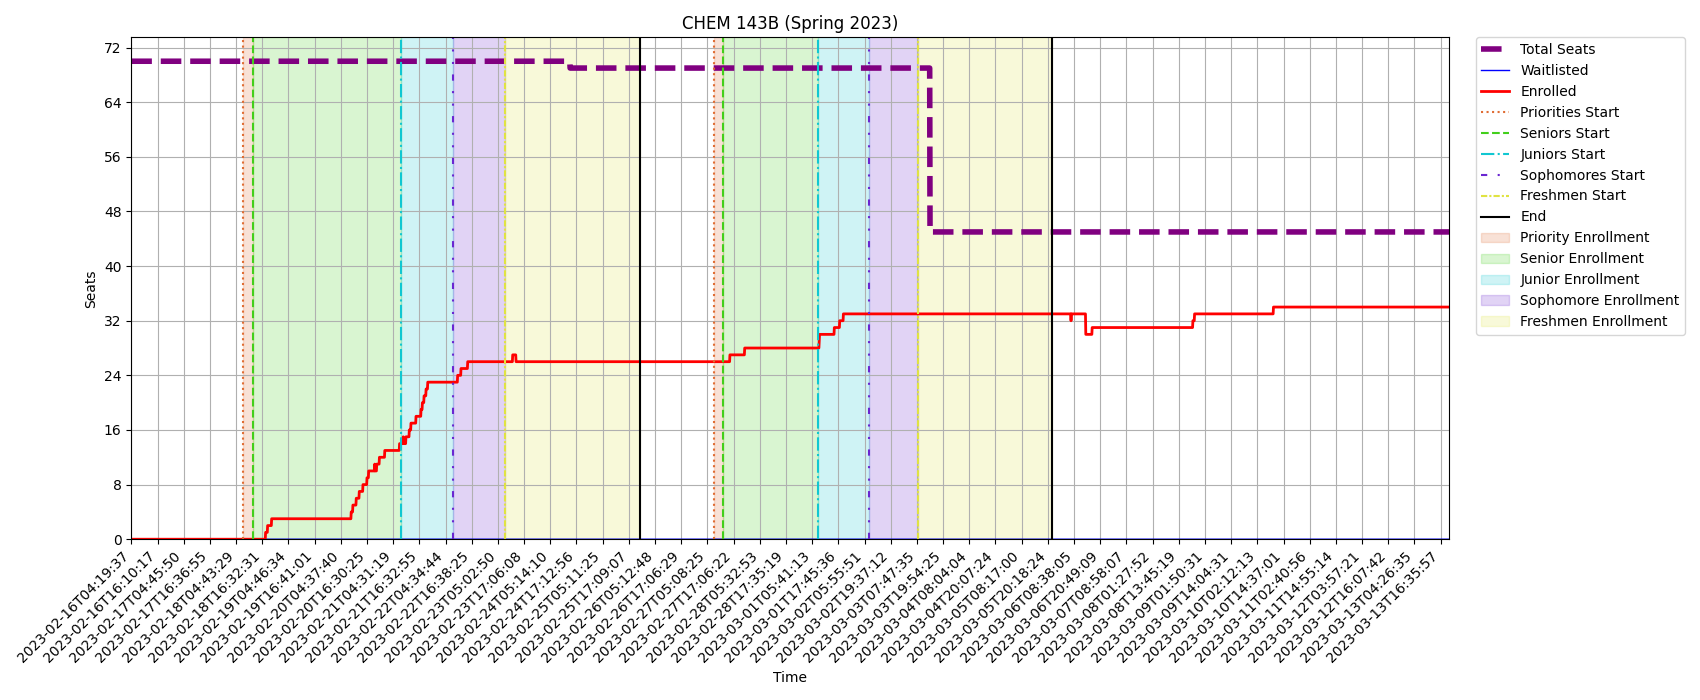 CHEM 143B (Spring 2023)
72
64
56
48
40
32
24
16
8
0
Seats
2023-02-16T04:19:37
2023-02-16T16:10:17
2023-02-17T04:45:50
2023-02-17T16:36:55
2023-02-18T04:43:29
2023-02-18T16:32:31
2023-02-19T04:46:34
2023-02-19T16:41:01
2023-02-20T04:37:40
2023-02-20T16:30:25
2023-02-21T04:31:19
2023-02-21T16:32:55
2023-02-22T04:34:44
2023-02-22T16:38:25
2023-02-23T05:02:50
2023-02-23T17:06:08
2023-02-24T05:14:10
2023-02-24T17:12:56
2023-02-25T05:11:25
2023-02-25T17:09:07
2023-02-26T05:12:48
2023-02-26T17:06:29
2023-02-27T05:08:25
2023-02-27T17:06:22
2023-02-28T05:32:53
2023-02-28T17:35:19
2023-03-01T05:41:13
2023-03-01T17:45:36
2023-03-02T05:55:51
2023-03-02T19:37:12
2023-03-03T07:47:35
2023-03-03T19:54:25
2023-03-04T08:04:04
2023-03-04T20:07:24
2023-03-05T08:17:00
2023-03-05T20:18:24
2023-03-06T08:38:05
2023-03-06T20:49:09
2023-03-07T08:58:07
2023-03-08T01:27:52
2023-03-08T13:45:19
2023-03-09T01:50:31
2023-03-09T14:04:31
2023-03-10T02:12:13
2023-03-10T14:37:01
2023-03-11T02:40:56
2023-03-11T14:55:14
2023-03-12T03:57:21
2023-03-12T16:07:42
2023-03-13T04:26:35
2023-03-13T16:35:57
Time
Total Seats
Waitlisted
Enrolled
Priorities Start
Seniors Start
Juniors Start
Sophomores Start
Freshmen Start
End
Priority Enrollment
Senior Enrollment
Junior Enrollment
Sophomore Enrollment
Freshmen Enrollment